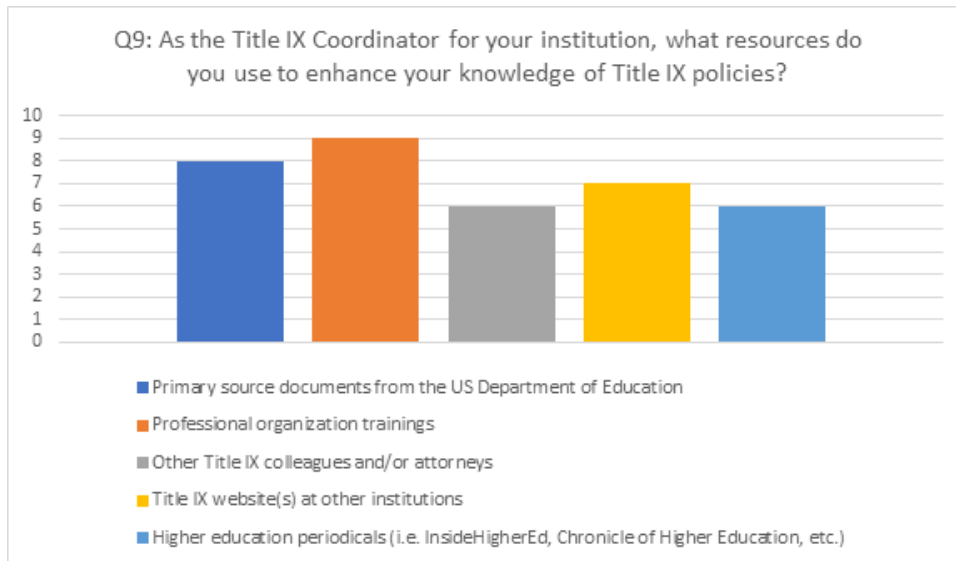 Q9: As the Title IX Coordinator for your institution, what resources do
you use to enhance your knowledge of Title IX policies?
10
9
8
7
6
5
4
3
2
1
0
Primary source documents from the US Department of Education
Professional organization trainings
Other Title IX colleagues and/or attorneys
Title IX website(s) at other institutions
Higher education periodicals (i.e. InsideHigherEd, Chronicle of Higher Education, etc.)